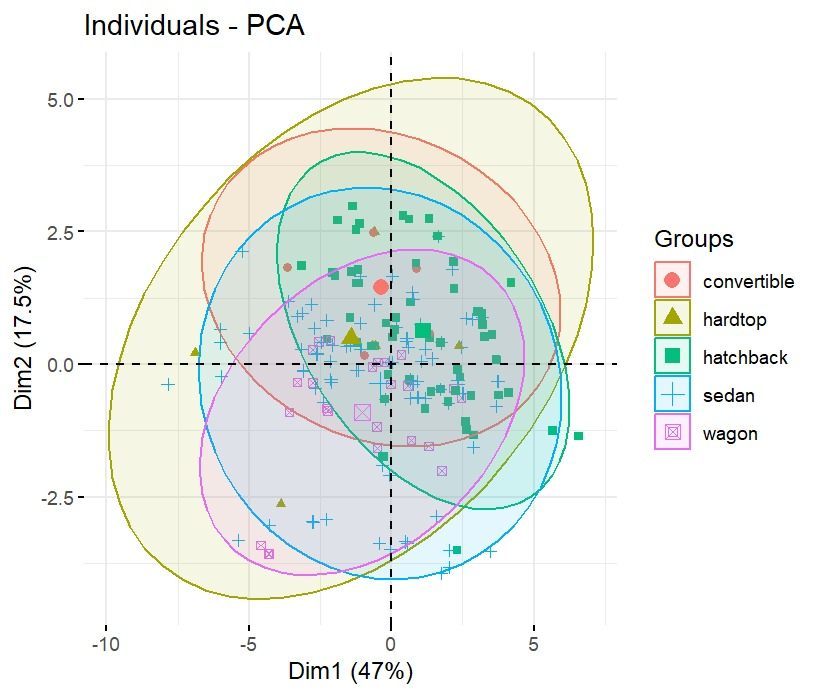 Individuals - PCA
5.0
2.5
0.0
-2.5
-10
-5
0
5
Dim1 (47%)
Dim2 (17.5%)
Groups
convertible
hardtop
hatchback
sedan
wagon